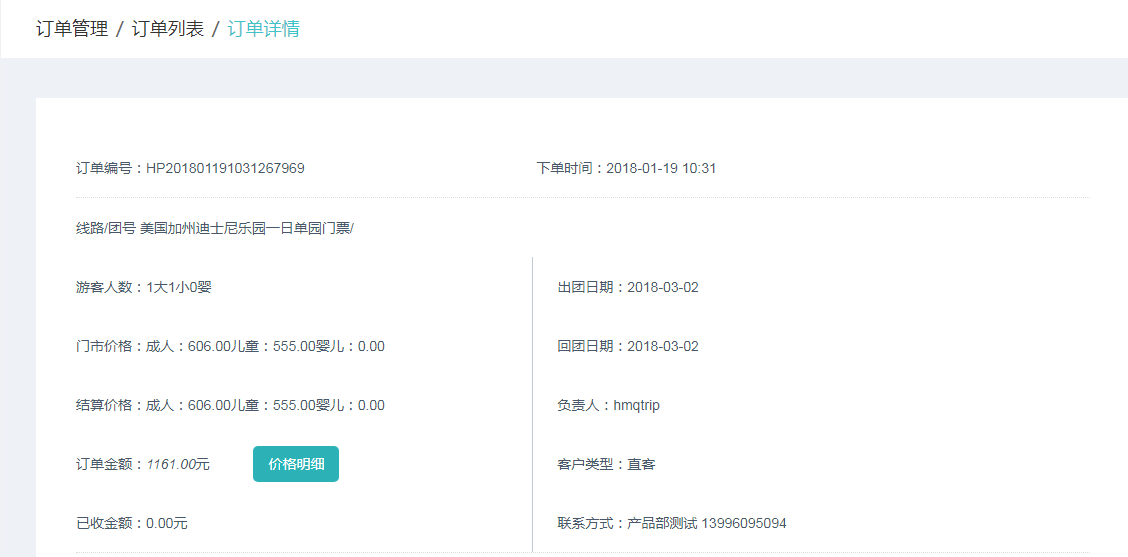 订单管理 / 订单列表 / 订单详情
订单编号：HP201801191031267969
下单时间：2018-01-19 10:31
线路/团号 美国加州迪士尼乐园一日单园门票/
游客人数：1大1小0婴
出团日期：2018-03-02
门市价格：成人：606.00儿童：555.00婴儿：0.00
回团日期：2018-03-02
结算价格：成人：606.00儿童：555.00婴儿：0.00
负责人：hmqtrip
订单金额：1161.00元
价格明细
客户类型：直客
已收金额：0.00元
联系方式：产品部测试 13996095094